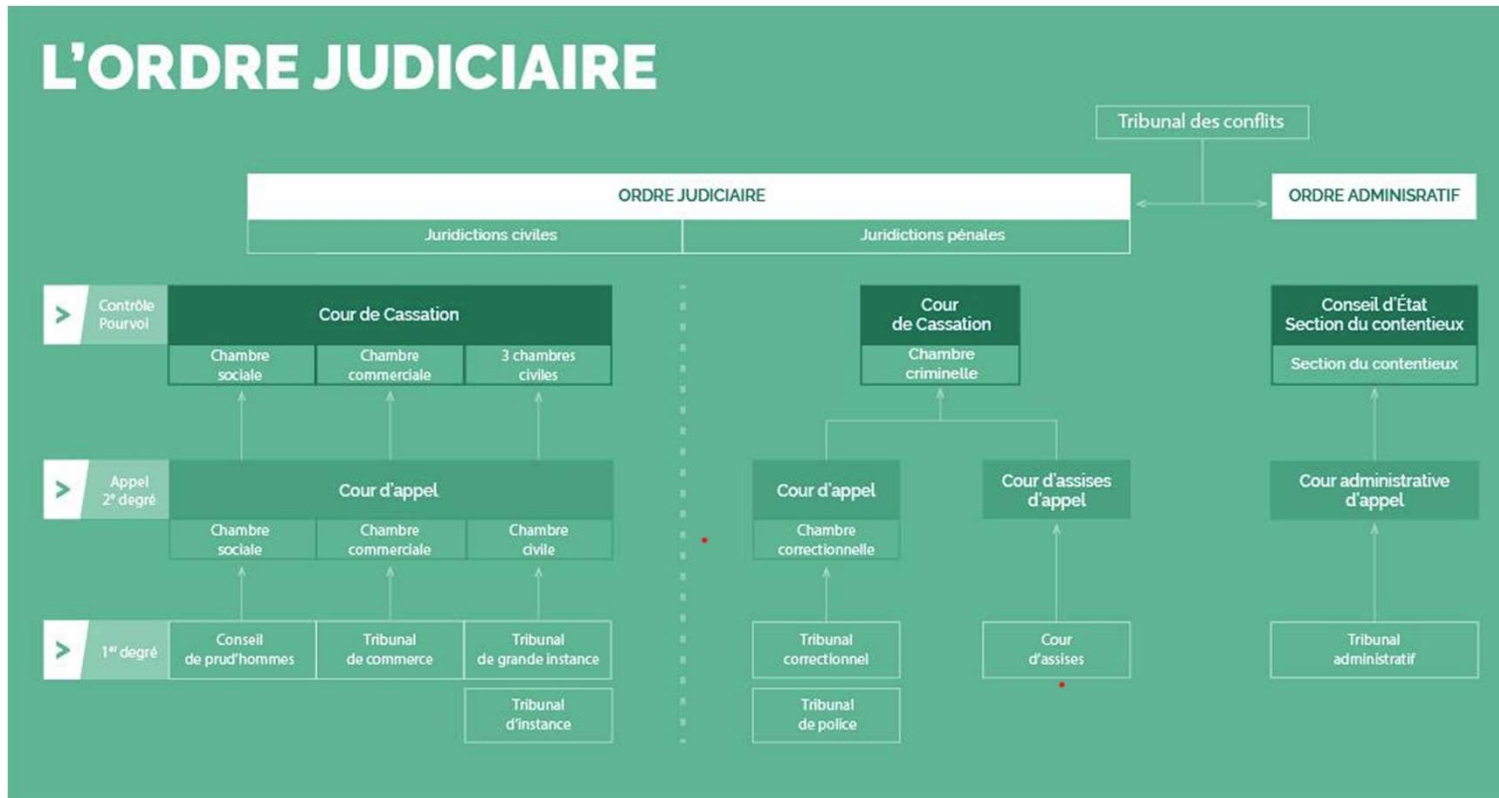 L'ORDRE JUDICIAIRE
Tribunal des conflits
ORDRE JUDICIAIRE
ORDRE ADMINISRATIF
Juridictions civiles
Juridictions pénales
>
Contrôle
PourvoI
Cour de Cassation
Chambre
sociale
Chambre
commerciale
3 chambres
civiles
Cour
de Cassation
Chambre
criminelle
Conseil d'État
Section du contentieux
Section du contentieux
>
Appel
2e degré
Cour d'appel
Chambre
sociale
Chambre
commerciale
Chambre
civile
Cour d'appel
Chambre
correctionnelle
Cour d'assises
d'appel
Cour administrative
d'appel
>
1er degré
Conseil
de prud'hommes
Tribunal
de commerce
Tribunal
de grande instance
Tribunal
d'instance
Tribunal
correctionnel
Tribunal
de police
Cour
d'assises
Tribunal
administratif